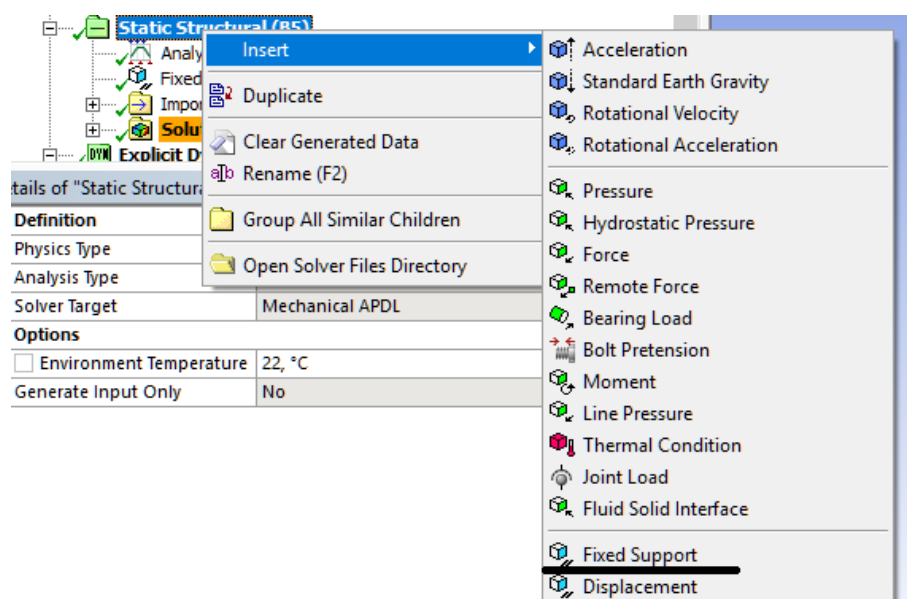 Static Structural (B5)
Analy
Fixed
Impor
Solu
DYN Explicit D
tails of "Static Structura
Definition
Physics Type
Analysis Type
Solver Target Mechanical APDL
Options
Environment Temperature 22, °C
Generate Input Only No
Insert
Duplicate
Clear Generated Data
Rename (F2)
Group All Similar Children
Open Solver Files Directory
Acceleration
Standard Earth Gravity
Rotational Velocity
Rotational Acceleration
Pressure
Hydrostatic Pressure
Force
Remote Force
Bearing Load
Bolt Pretension
Moment
Line Pressure
Thermal Condition
Joint Load
Fluid Solid Interface
Fixed Support
Displacement